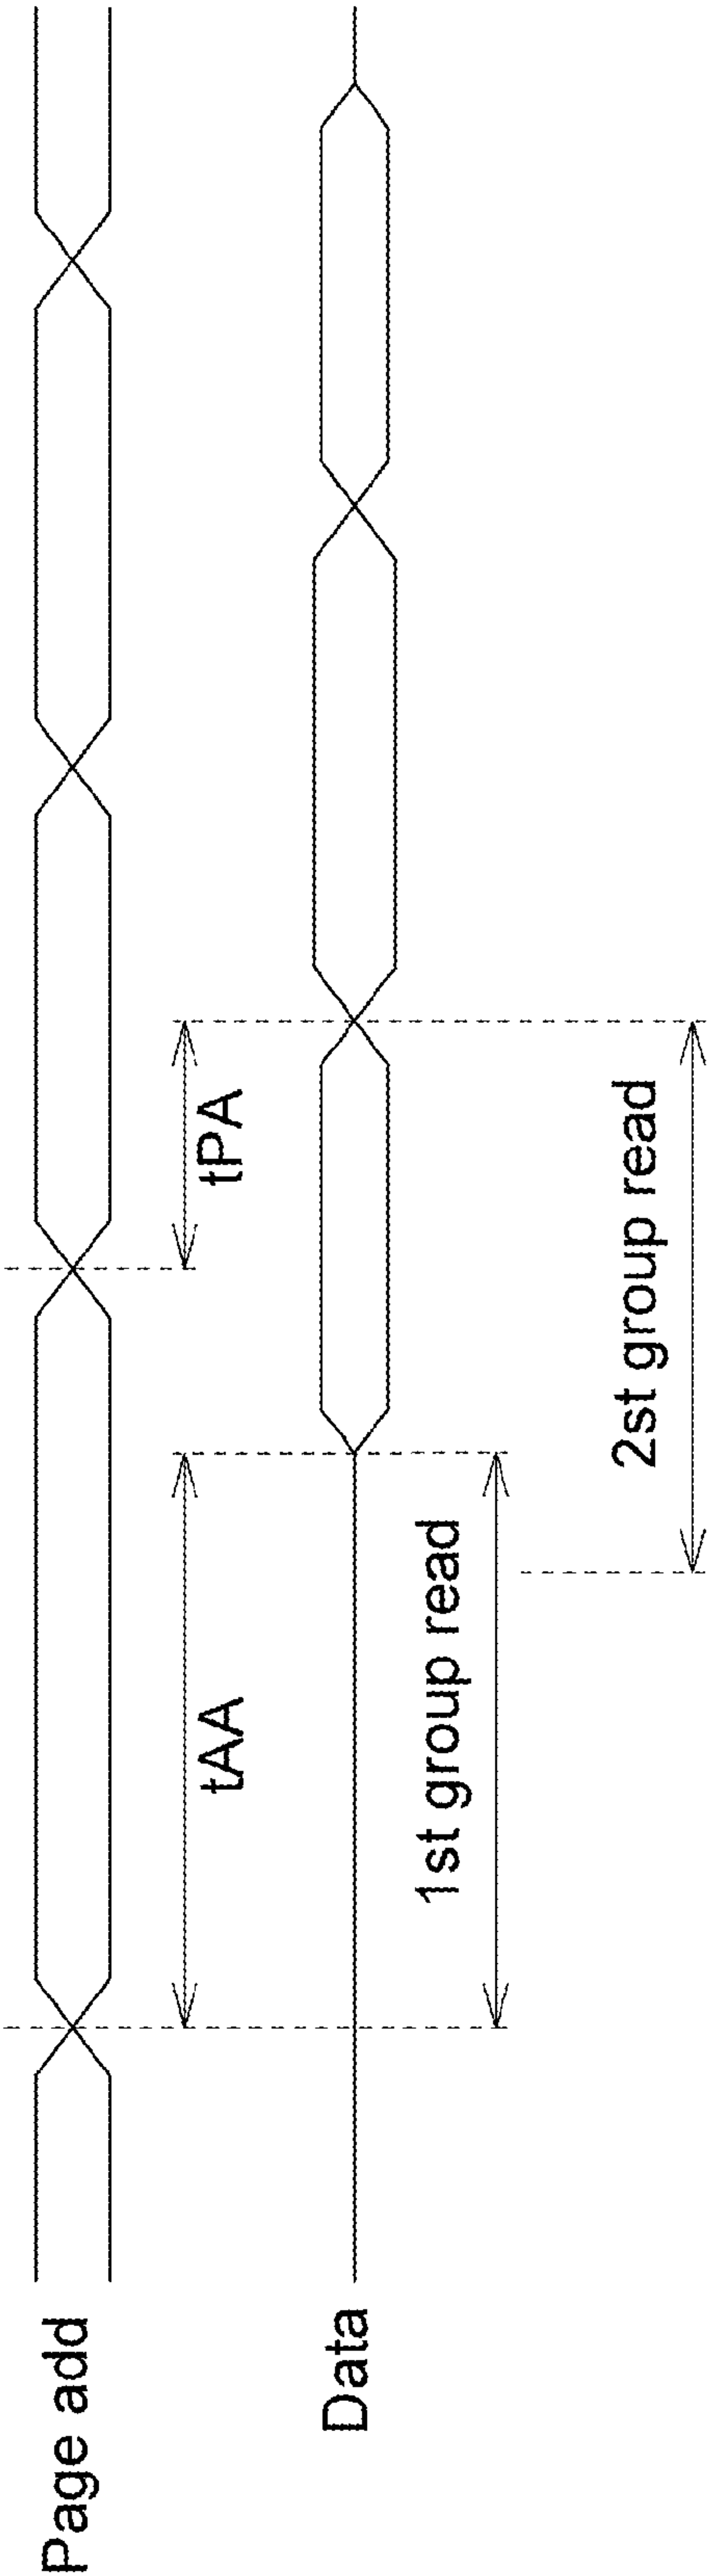 Page add
tAA
tPA
Data
1st group read
2st group read